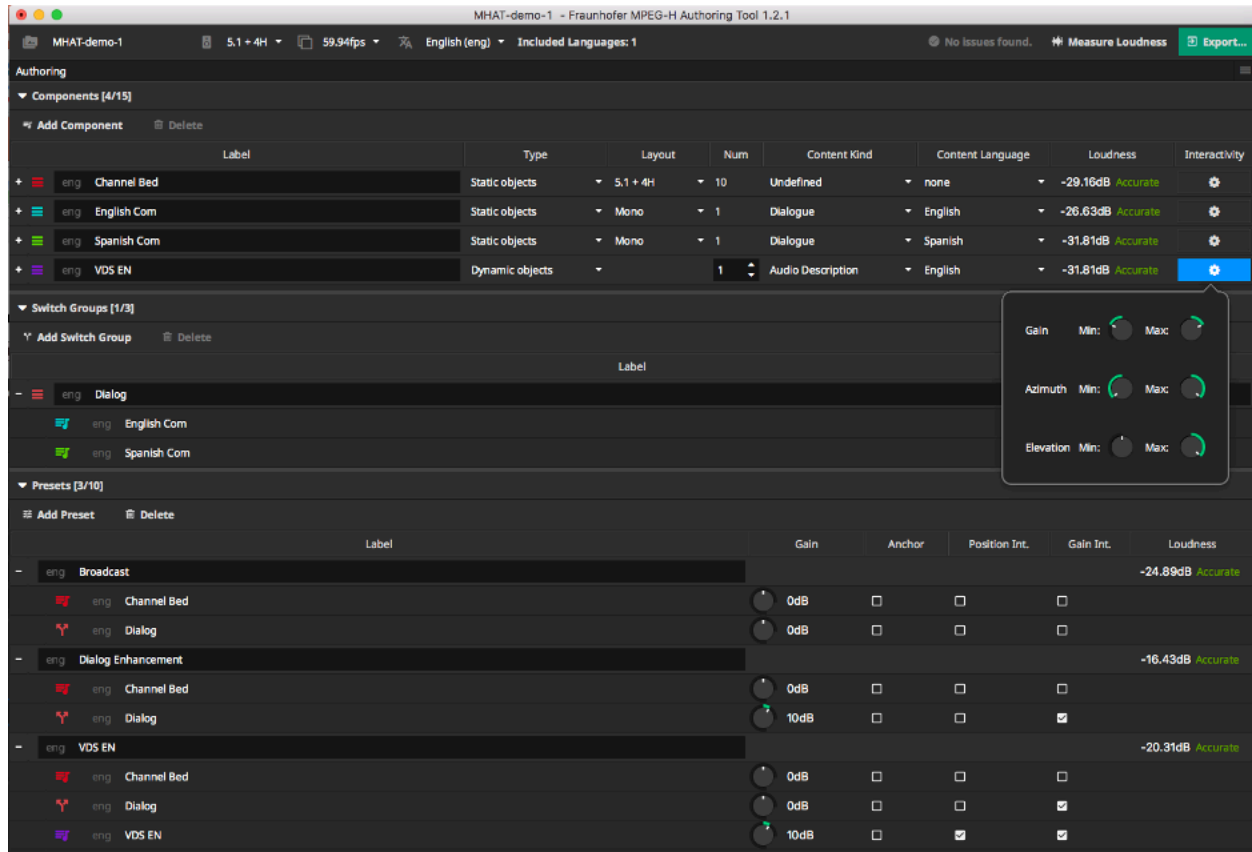 MHAT-demo-1 - Fraunhofer MPEG-H Authoring Tool 1.2.1
MHAT-demo-1 5.1 + 4H 59.94fps English (eng) Included Languages: 1 No issues found. Measure Loudness Export...
Authoring
Components [4/15]
Add Component Delete
Label Type Layout Num Content Kind Content Language Loudness Interactivity
+ eng Channel Bed Static objects 5.1 + 4H 10 Undefined none -29.16dB Accurate
+ eng English Com Static objects Mono 1 Dialogue English -26.63dB Accurate
+ eng Spanish Com Static objects Mono 1 Dialogue Spanish -31.81dB Accurate
+ eng VDS EN Dynamic objects 1 Audio Description English -31.81dB Accurate
Switch Groups [1/3]
Add Switch Group Delete
Label
- eng Dialog
eng English Com
eng Spanish Com
Gain Min: Max:
Azimuth Min: Max:
Elevation Min: Max:
Presets [3/10]
Add Preset Delete
Label Gain Anchor Position Int. Gain Int. Loudness
- eng Broadcast -24.89dB Accurate
eng Channel Bed 0dB
eng Dialog 0dB
- eng Dialog Enhancement -16.43dB Accurate
eng Channel Bed 0dB
eng Dialog 10dB
- eng VDS EN -20.31dB Accurate
eng Channel Bed 0dB
eng Dialog 0dB
eng VDS EN 10dB